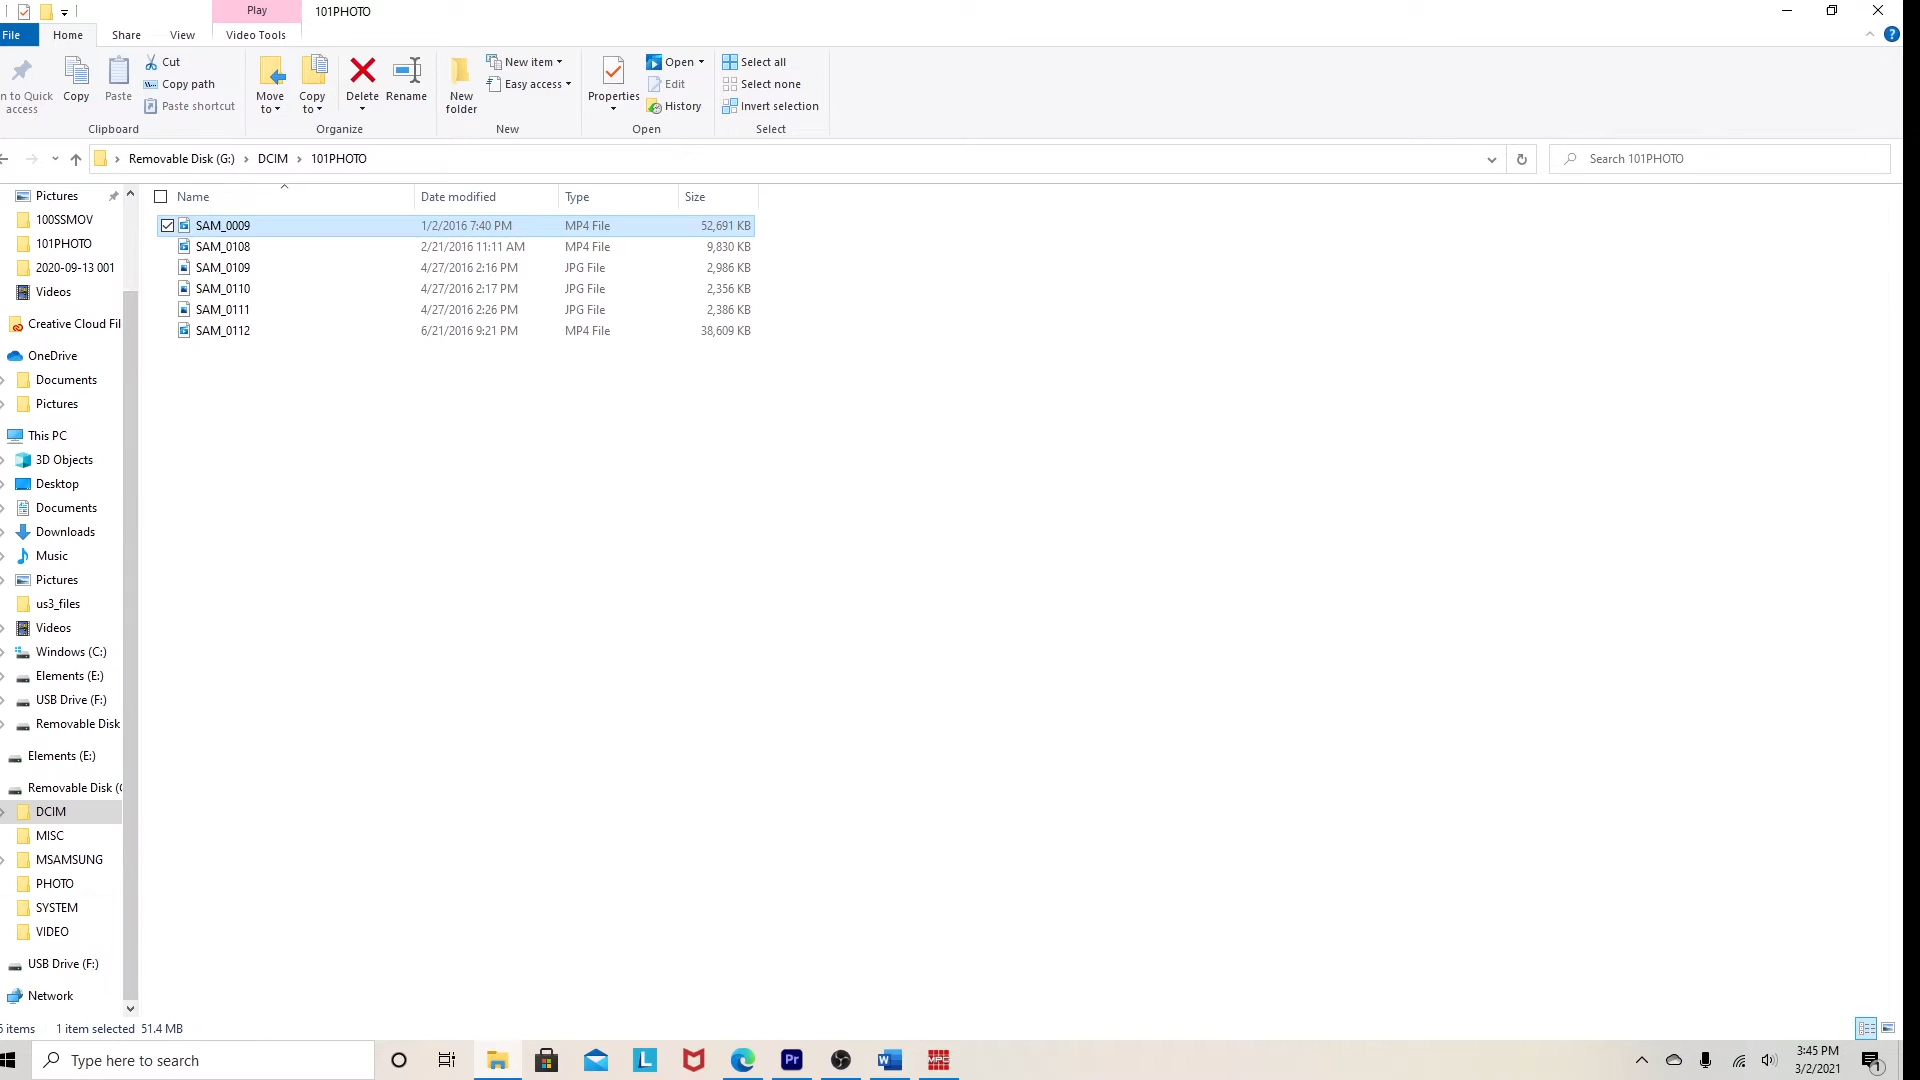 Play
101PHOTO
File
Home
Share
View
Video Tools
n to Quick
access
Copy
Paste
Cut
Copy path
Paste shortcut
Clipboard
Move
to
Copy
to
Delete
Rename
Organize
New
folder
New item
Easy access
New
Properties
Open
Edit
History
Open
Select all
Select none
Invert selection
Select
Removable Disk (G:) > DCIM > 101PHOTO
Search 101PHOTO
Name Date modified Type Size
SAM_0009 1/2/2016 7:40 PM MP4 File 52,691 KB
SAM_0108 2/21/2016 11:11 AM MP4 File 9,830 KB
SAM_0109 4/27/2016 2:16 PM JPG File 2,986 KB
SAM_0110 4/27/2016 2:17 PM JPG File 2,356 KB
SAM_0111 4/27/2016 2:26 PM JPG File 2,386 KB
SAM_0112 6/21/2016 9:21 PM MP4 File 38,609 KB
Pictures
100SSMOV
101PHOTO
2020-09-13 001
Videos
Creative Cloud Fil
OneDrive
Documents
Pictures
This PC
3D Objects
Desktop
Documents
Downloads
Music
Pictures
us3_files
Videos
Windows (C:)
Elements (E:)
USB Drive (F:)
Removable Disk
Elements (E:)
Removable Disk (
DCIM
MISC
MSAMSUNG
PHOTO
SYSTEM
VIDEO
USB Drive (F:)
Network
items 1 item selected 51.4 MB
Type here to search
L
Pr
W
MPC
3:45 PM
3/2/2021
1